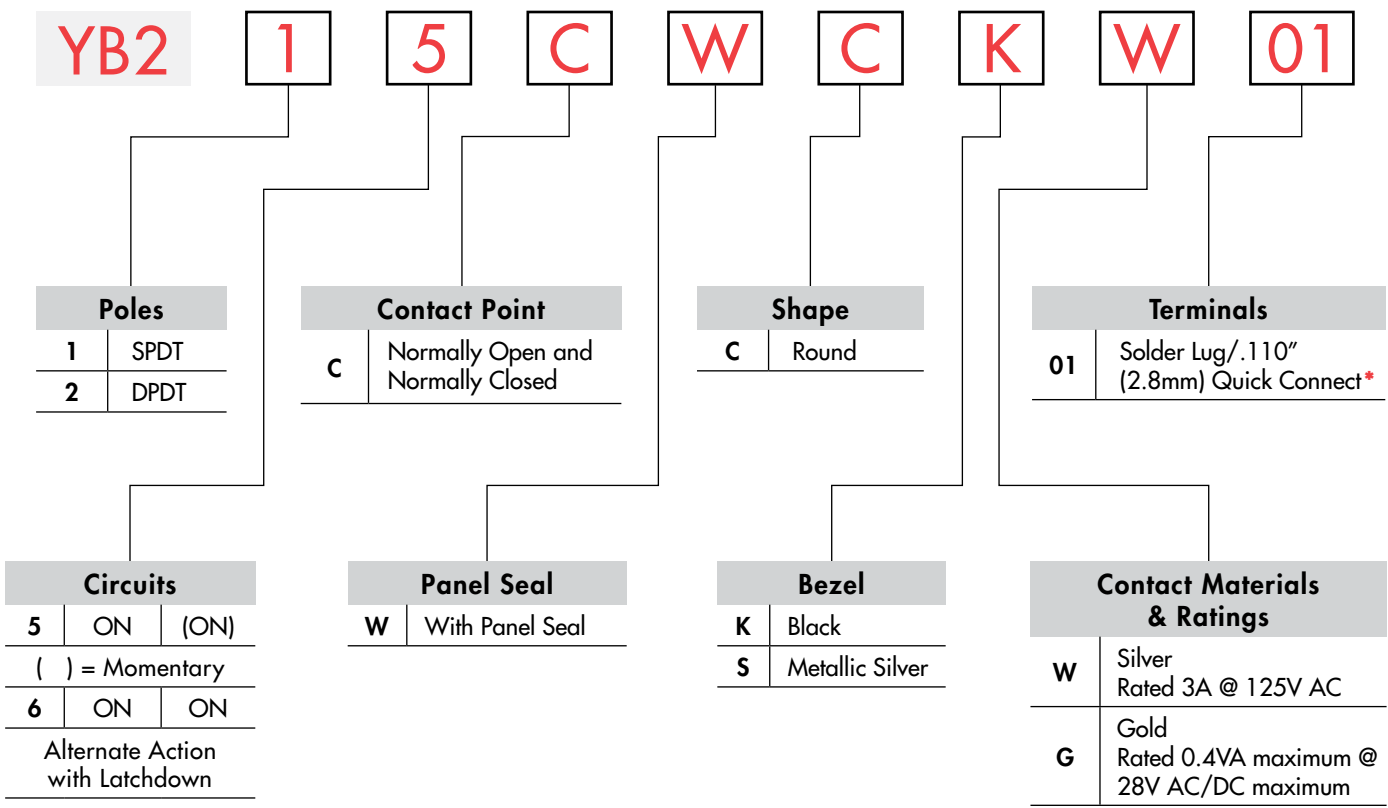 YB2 1 5 C W C K W 01
Poles
1 SPDT
2 DPDT
Contact Point
C Normally Open and
Normally Closed
Shape
C Round
Terminals
01 Solder Lug/.110″
(2.8mm) Quick Connect*
Circuits
5 ON (ON)
( ) = Momentary
6 ON ON
Alternate Action
with Latchdown
Panel Seal
W With Panel Seal
Bezel
K Black
S Metallic Silver
Contact Materials
& Ratings
W Silver
Rated 3A @ 125V AC
G Gold
Rated 0.4VA maximum @
28V AC/DC maximum